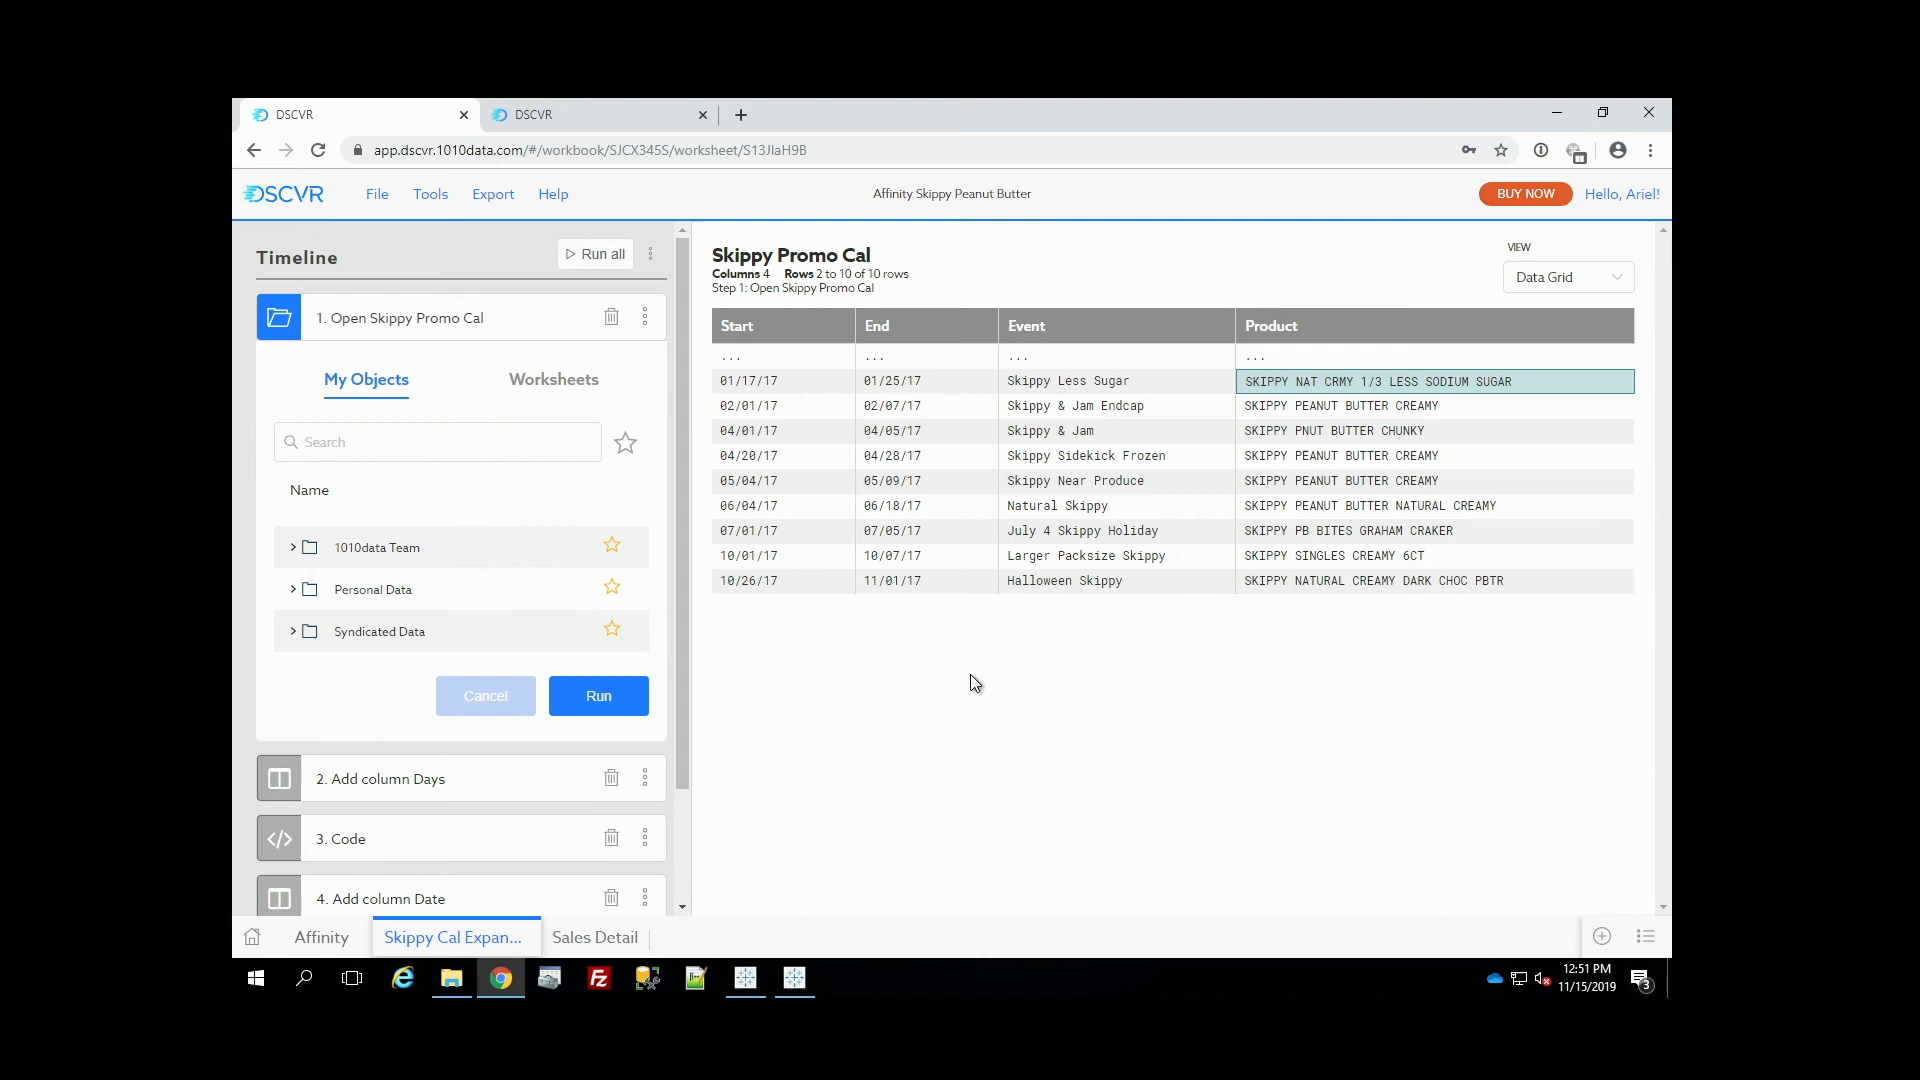 DSCVR
DSCVR
app.dscvr.1010data.com/#/workbook/SJCX345S/worksheet/S13JIaH9B
DSCVR File Tools Export Help Affinity Skippy Peanut Butter BUY NOW Hello, Ariel!
Timeline
Run all
1. Open Skippy Promo Cal
My Objects Worksheets
Search
Name
1010data Team
Personal Data
Syndicated Data
Cancel Run
2. Add column Days
3. Code
4. Add column Date
Skippy Promo Cal
Columns 4 Rows 2 to 10 of 10 rows
Step 1: Open Skippy Promo Cal
VIEW
Data Grid
Start End Event Product
... ... ... ...
01/17/17 01/25/17 Skippy Less Sugar SKIPPY NAT CRMY 1/3 LESS SODIUM SUGAR
02/01/17 02/07/17 Skippy & Jam Endcap SKIPPY PEANUT BUTTER CREAMY
04/01/17 04/05/17 Skippy & Jam SKIPPY PNUT BUTTER CHUNKY
04/20/17 04/28/17 Skippy Sidekick Frozen SKIPPY PEANUT BUTTER CREAMY
05/04/17 05/09/17 Skippy Near Produce SKIPPY PEANUT BUTTER CREAMY
06/04/17 06/18/17 Natural Skippy SKIPPY PEANUT BUTTER NATURAL CREAMY
07/01/17 07/05/17 July 4 Skippy Holiday SKIPPY PB BITES GRAHAM CRAKER
10/01/17 10/07/17 Larger Packsize Skippy SKIPPY SINGLES CREAMY 6CT
10/26/17 11/01/17 Halloween Skippy SKIPPY NATURAL CREAMY DARK CHOC PBTR
Affinity Skippy Cal Expan... Sales Detail
12:51 PM
11/15/2019
3